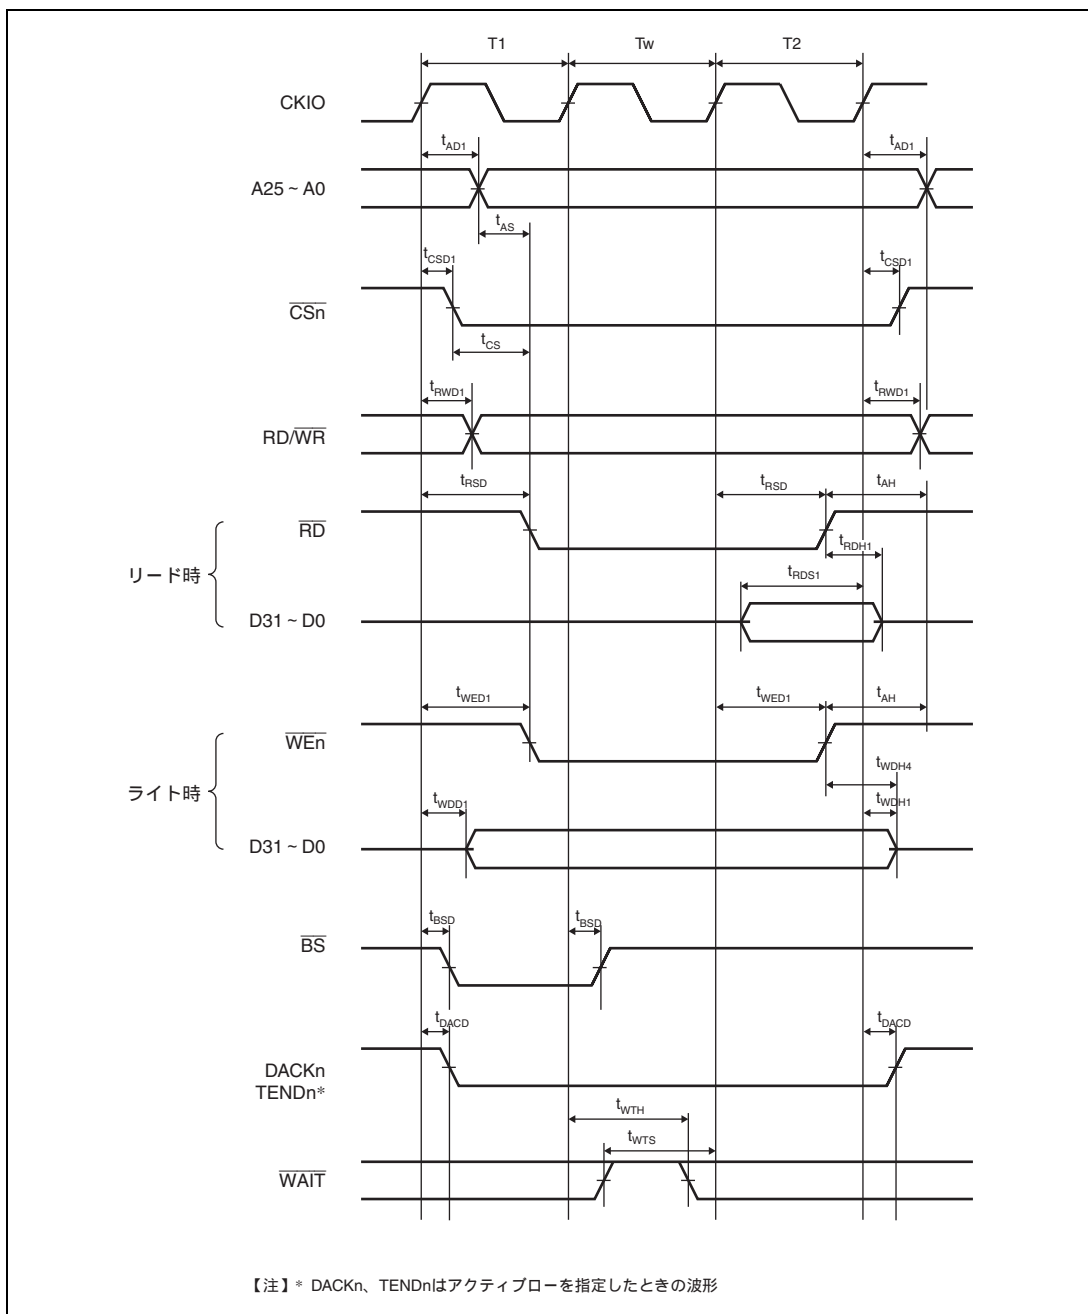 T1 Tw T2
CKIO
tAD1 tAD1
A25 ~ A0
tAS
tCSD1 tCSD1
CSn
tCS
tRWD1 tRWD1
RD/WR
tRSD tRSD tAH
RD
tRDH1
リード時
tRDS1
D31 ~ D0
tWED1 tWED1 tAH
WEn
tWDH4
ライト時
tWDD1 tWDH1
D31 ~ D0
tBSD tBSD
BS
tDACD tDACD
DACKn
TENDn*
tWTH
tWTS
WAIT
【注】* DACKn、TENDnはアクティブローを指定したときの波形